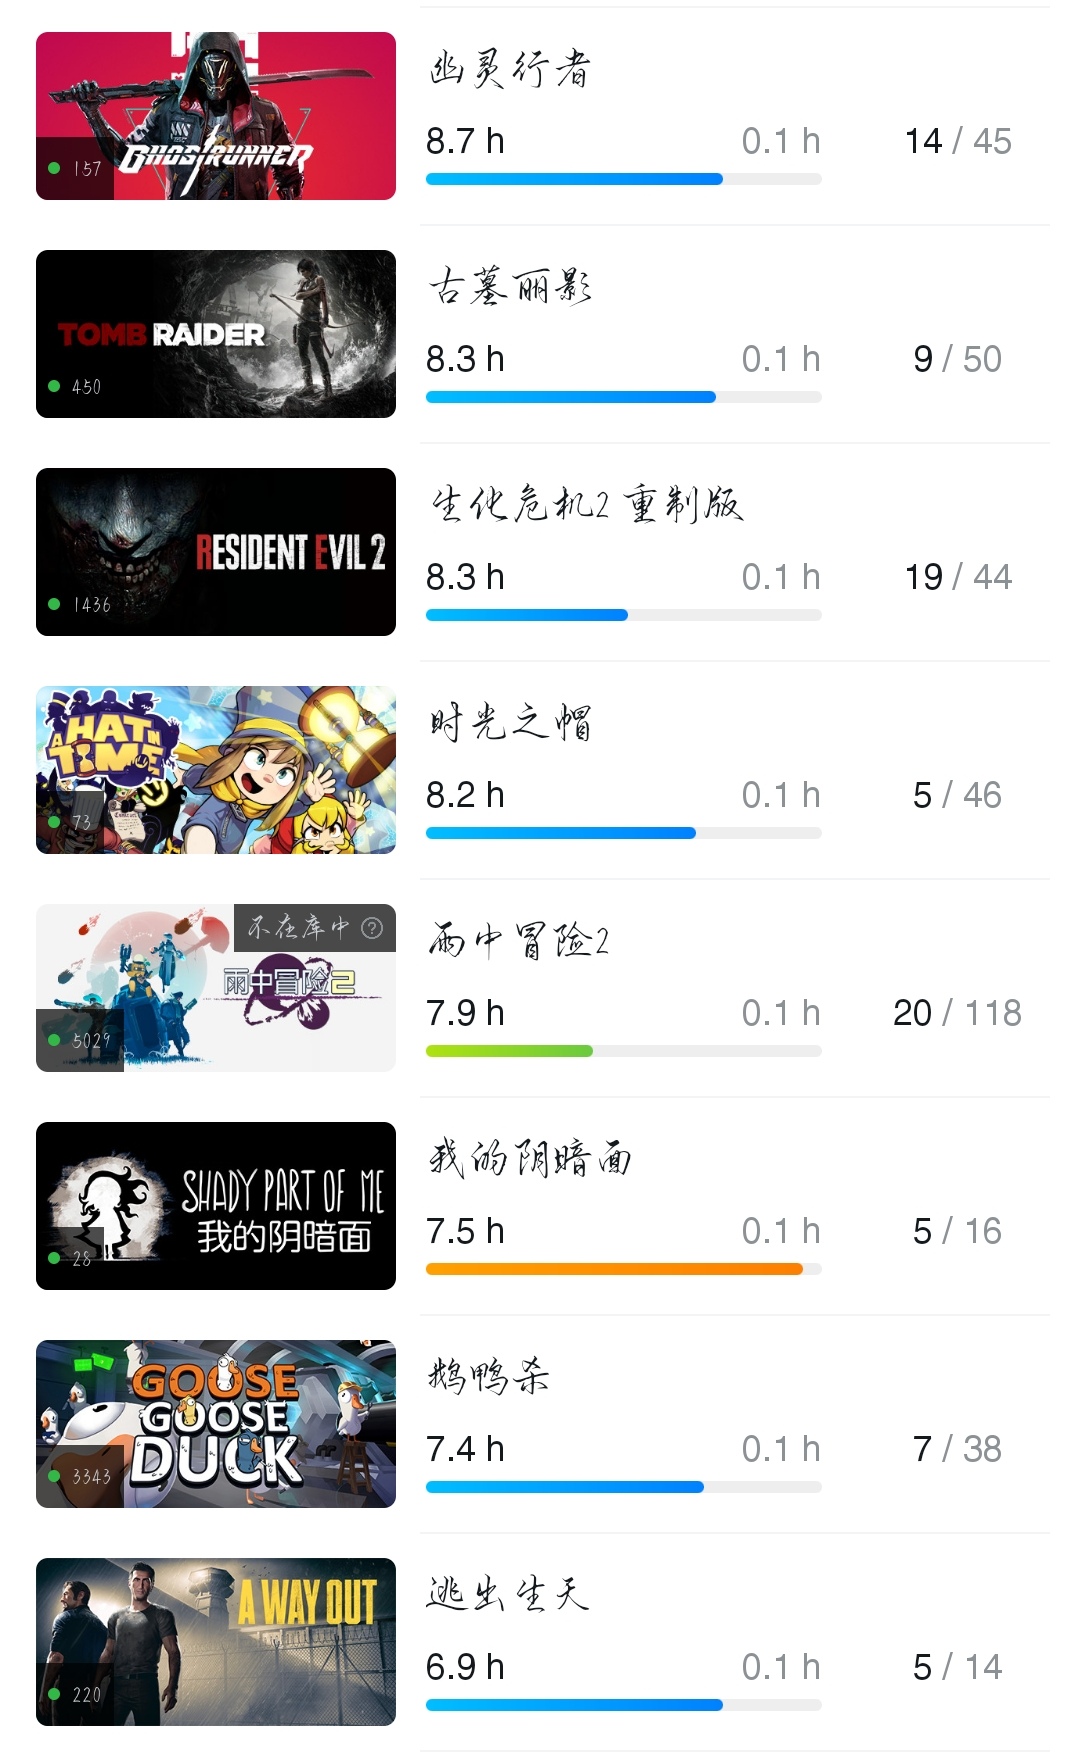 GHOSTRUNNER
157
幽灵行者
8.7 h
0.1 h
14 / 45
TOMB RAIDER
450
古墓丽影
8.3 h
0.1 h
9 / 50
RESIDENT EVIL 2
1436
生化危机2 重制版
8.3 h
0.1 h
19 / 44
A HAT IN TIME
73
时光之帽
8.2 h
0.1 h
5 / 46
不在库中 ?
雨中冒险2
5029
雨中冒险2
7.9 h
0.1 h
20 / 118
SHADY PART OF ME
我的阴暗面
28
我的阴暗面
7.5 h
0.1 h
5 / 16
GOOSE
GOOSE
DUCK
3343
鹅鸭杀
7.4 h
0.1 h
7 / 38
A WAY OUT
220
逃出生天
6.9 h
0.1 h
5 / 14